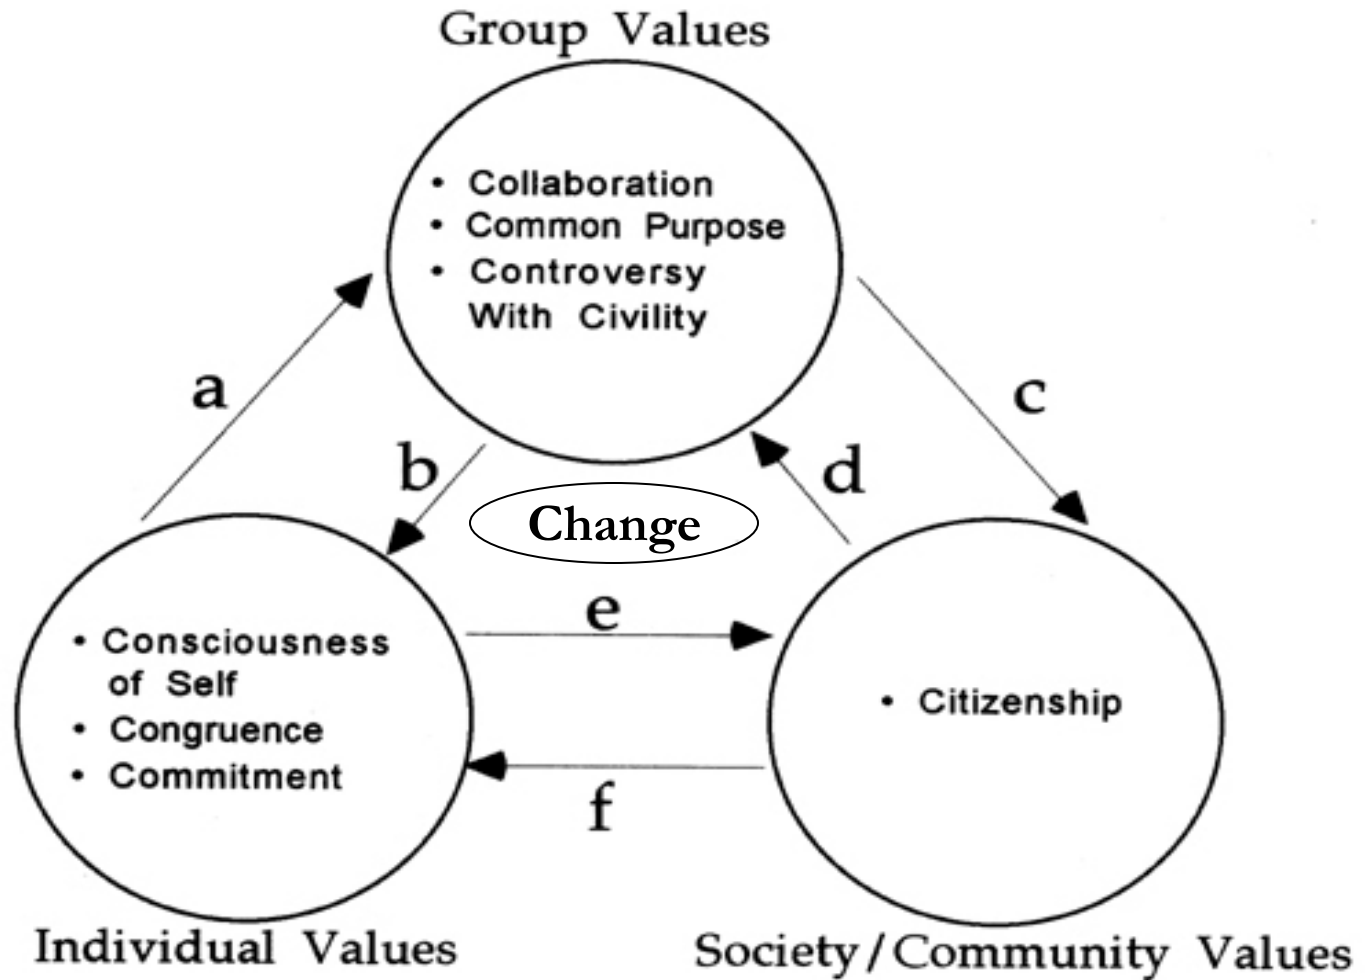 Group Values
• Collaboration
• Common Purpose
• Controversy
With Civility
a
c
b
d
Change
e
• Consciousness
of Self
• Congruence
• Commitment
• Citizenship
f
Individual Values
Society/Community Values